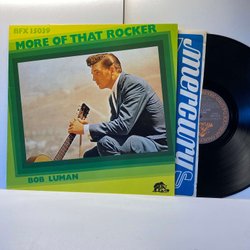 BFX 15039
MORE OF THAT ROCKER
BOB LUMAN
mercury